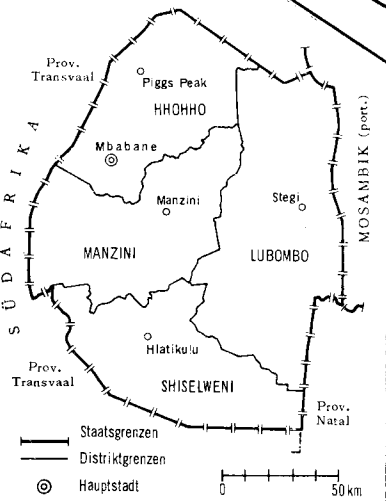 Prov.
Transvaal
Piggs Peak
HHOHHO
Mbabane
SÜDAFRIKA
MOSAMBIK (port.)
Manzini
Stegi
MANZINI
LUBOMBO
Hlatikulu
Prov.
Transvaal
SHISELWENI
Prov.
Natal
Staatsgrenzen
Distriktgrenzen
Hauptstadt
0 50 km